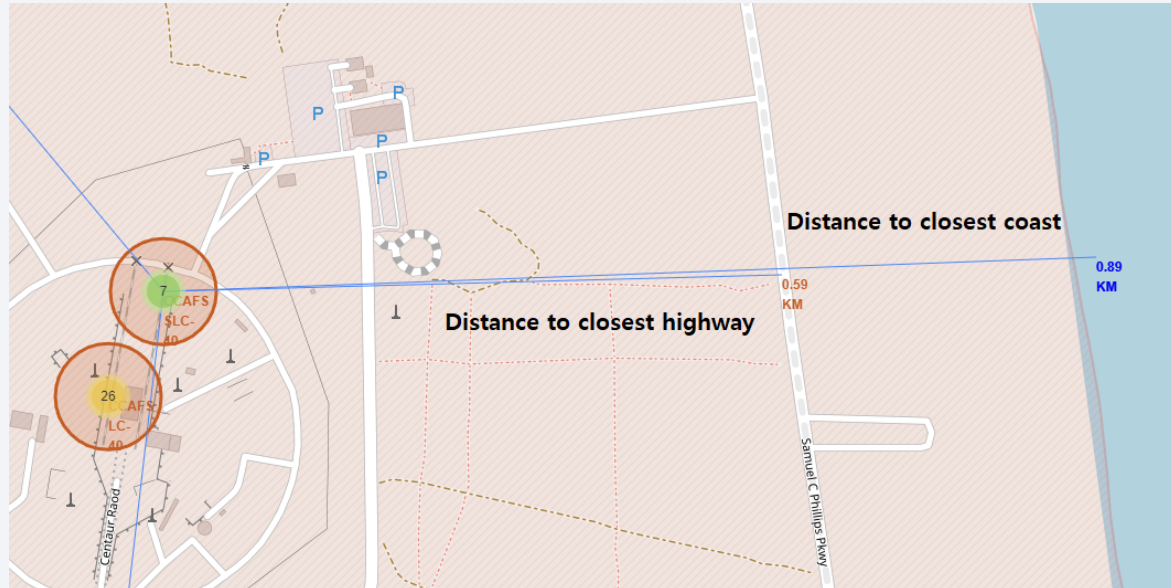 P
P
P
P
P
Distance to closest coast
0.89
KM
0.59
KM
7
CCAFS
SLC-
40
Distance to closest highway
26
CCAFS
LC-
40
Samuel C Phillips Pkwy
Centaur Raod